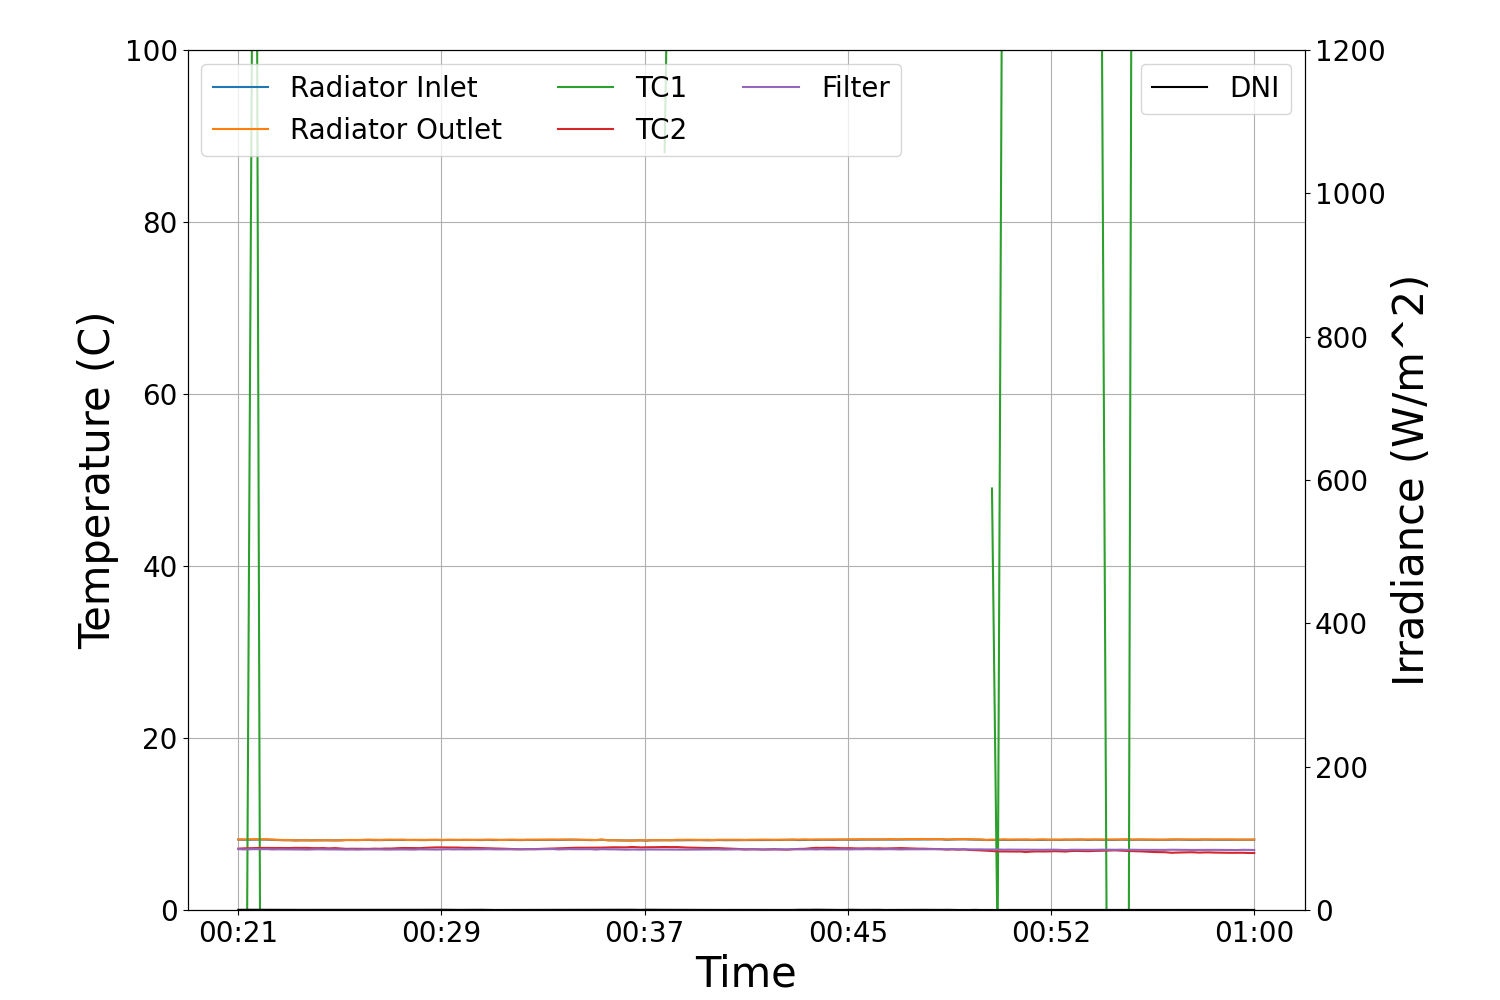 100
80
60
40
20
0
Temperature (C)
Radiator Inlet
Radiator Outlet
TC1
TC2
Filter
DNI
1200
1000
800
600
400
200
0
Irradiance (W/m^2)
00:21 00:29 00:37 00:45 00:52 01:00
Time